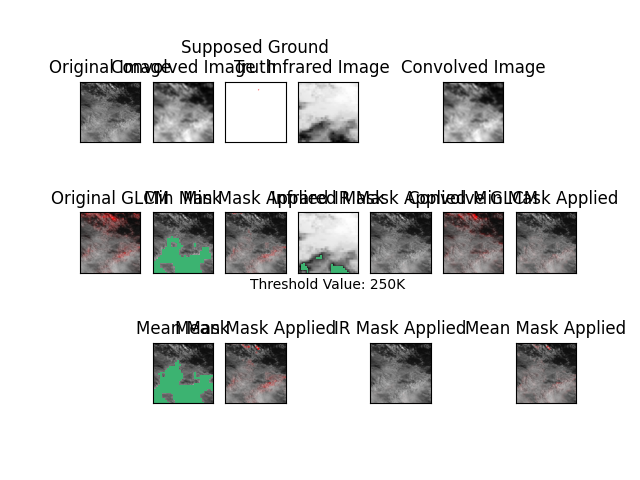 Supposed Ground
Original Image Convolved Image Truth Infrared Image Convolved Image
Original GLCM Min Mask Min Mask Applied Infrared Mask IR Mask Applied Convolved GLCM Min Mask Applied
Threshold Value: 250K
Mean Mask Mean Mask Applied IR Mask Applied Mean Mask Applied